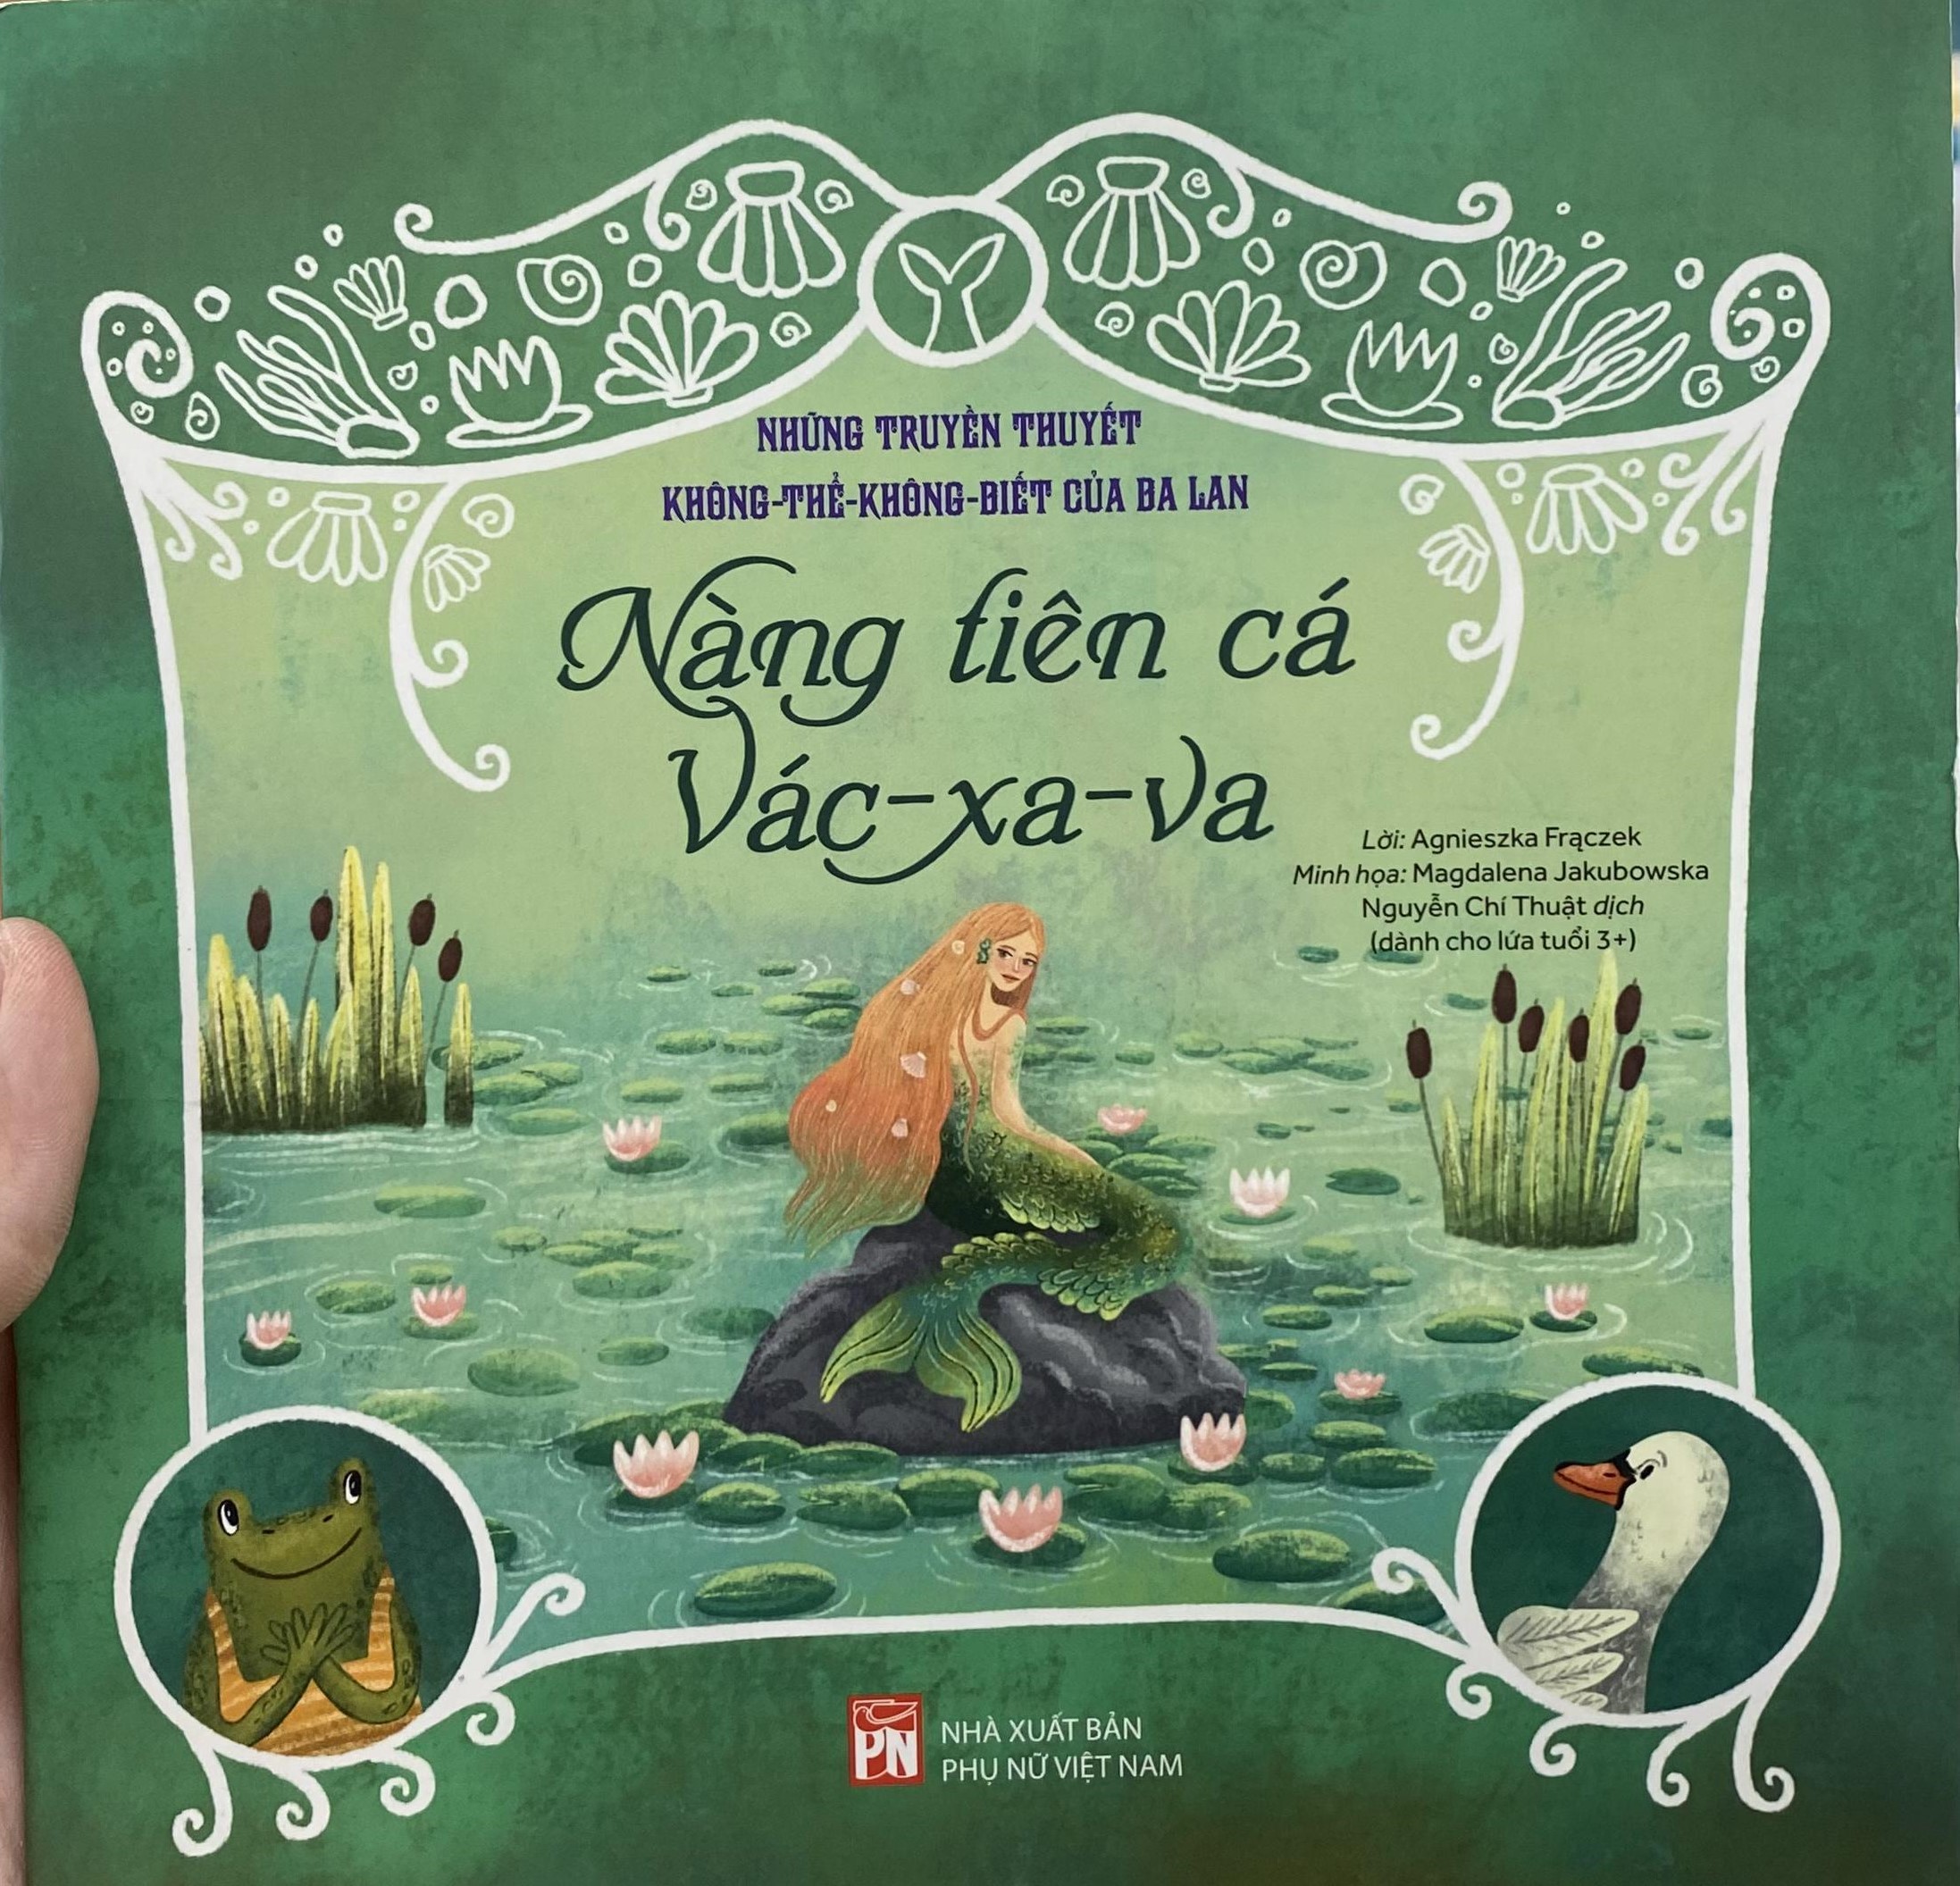 NHỮNG TRUYỀN THUYẾT
KHÔNG-THỂ-KHÔNG-BIẾT CỦA BA LAN
Nàng tiên cá
Vác-xa-va
Lời: Agnieszka Frączek
Minh họa: Magdalena Jakubowska
Nguyễn Chí Thuật dịch
(dành cho lứa tuổi 3+)
PN
NHÀ XUẤT BẢN
PHỤ NỮ VIỆT NAM